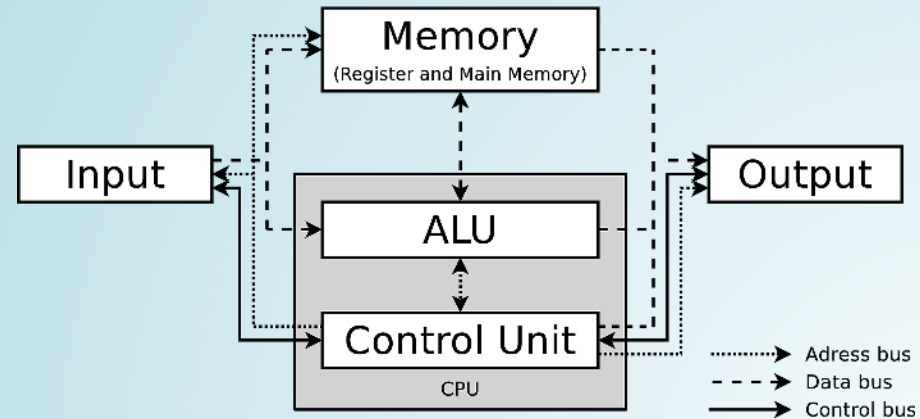 Memory
(Register and Main Memory)
Input
Output
ALU
Control Unit
CPU
Adress bus
Data bus
Control bus